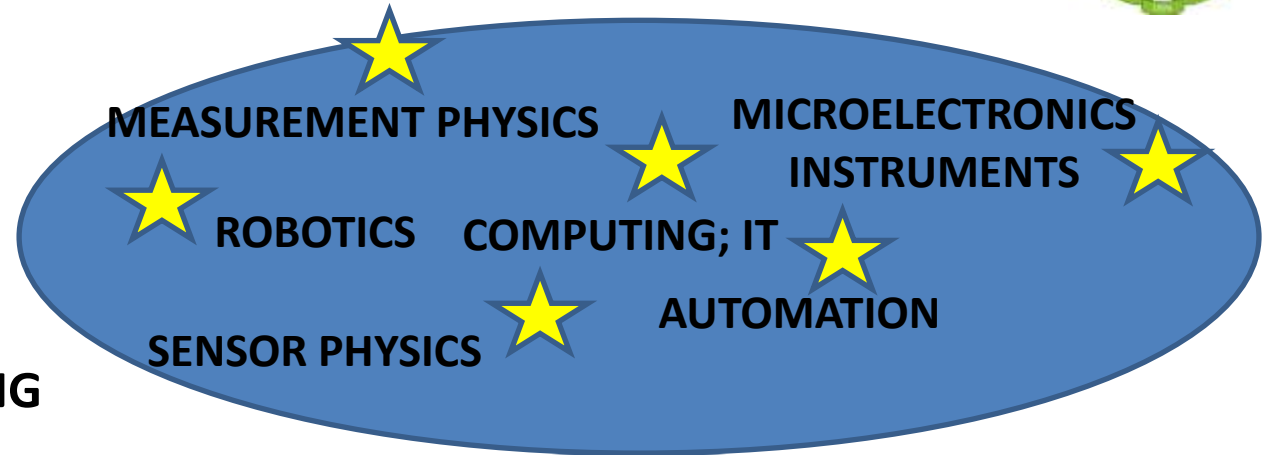 MEASUREMENT PHYSICS
MICROELECTRONICS
INSTRUMENTS
ROBOTICS
COMPUTING; IT
AUTOMATION
SENSOR PHYSICS